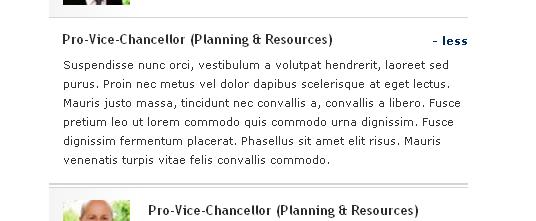 Pro-Vice-Chancellor (Planning & Resources)
- less
Suspendisse nunc orci, vestibulum a volutpat hendrerit, laoreet sed
purus. Proin nec metus vel dolor dapibus scelerisque at eget lectus.
Mauris justo massa, tincidunt nec convallis a, convallis a libero. Fusce
pretium leo ut lorem commodo quis commodo urna dignissim. Fusce
dignissim fermentum placerat. Phasellus sit amet elit risus. Mauris
venenatis turpis vitae felis convallis commodo.
Pro-Vice-Chancellor (Planning & Resources)